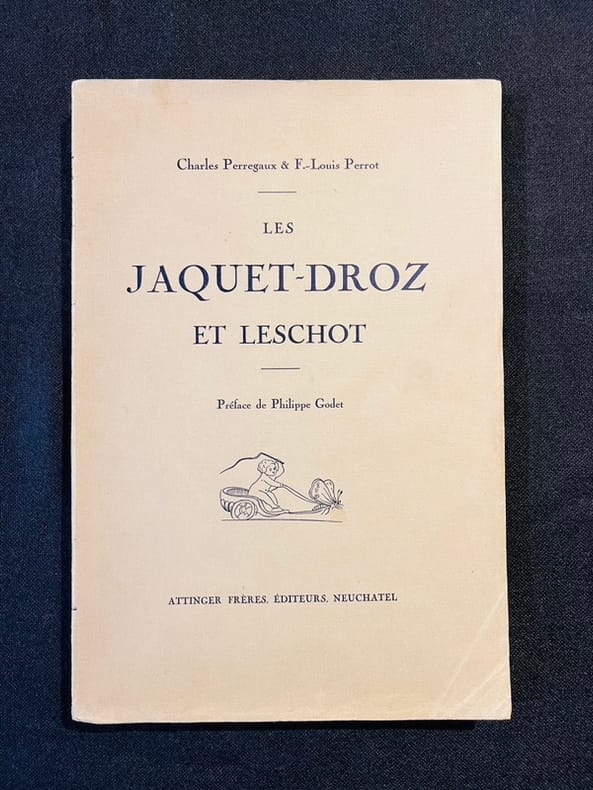 Charles Perregaux & F.-Louis Perrot
LES
JAQUET-DROZ
ET LESCHOT
Préface de Philippe Godet
ATTINGER FRÈRES, ÉDITEURS, NEUCHATEL